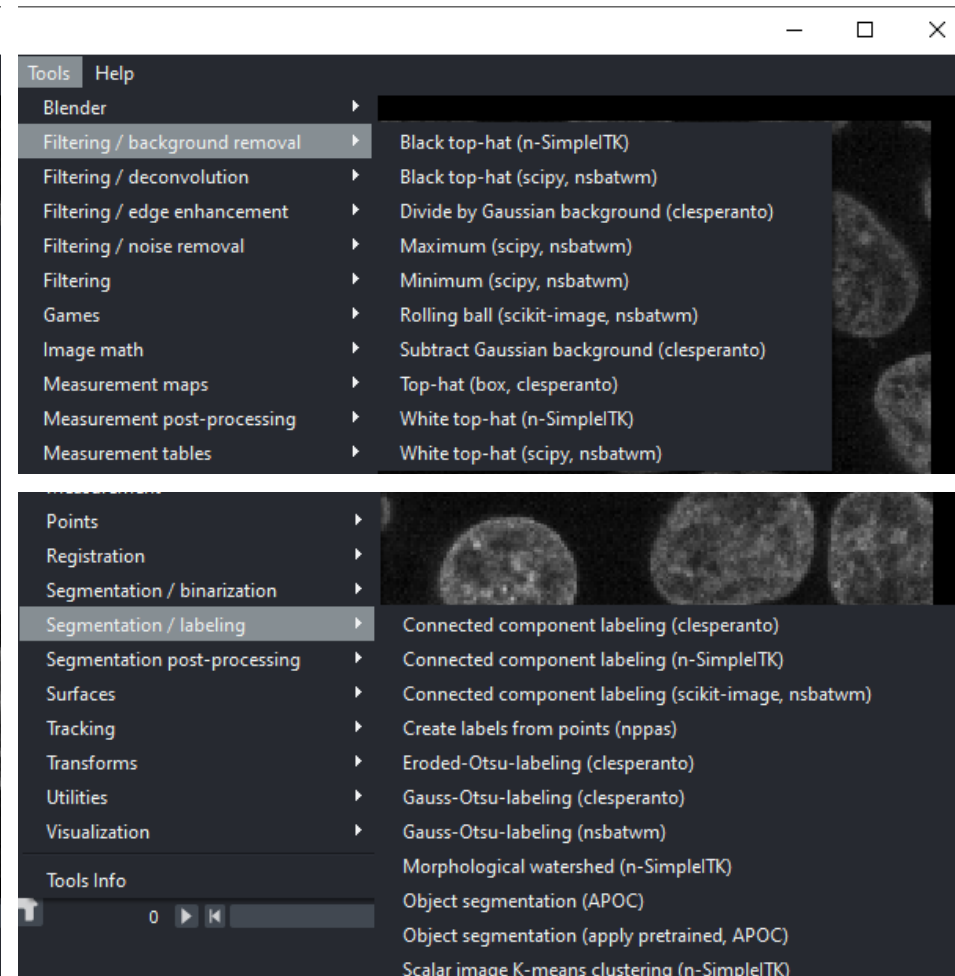 Tools Help
Blender
Filtering / background removal
Filtering / deconvolution
Filtering / edge enhancement
Filtering / noise removal
Filtering
Games
Image math
Measurement maps
Measurement post-processing
Measurement tables
Black top-hat (n-SimpleITK)
Black top-hat (scipy, nsbatwm)
Divide by Gaussian background (clesperanto)
Maximum (scipy, nsbatwm)
Minimum (scipy, nsbatwm)
Rolling ball (scikit-image, nsbatwm)
Subtract Gaussian background (clesperanto)
Top-hat (box, clesperanto)
White top-hat (n-SimpleITK)
White top-hat (scipy, nsbatwm)
Points
Registration
Segmentation / binarization
Segmentation / labeling
Segmentation post-processing
Surfaces
Tracking
Transforms
Utilities
Visualization
Tools Info
0
Connected component labeling (clesperanto)
Connected component labeling (n-SimpleITK)
Connected component labeling (scikit-image, nsbatwm)
Create labels from points (nppas)
Eroded-Otsu-labeling (clesperanto)
Gauss-Otsu-labeling (clesperanto)
Gauss-Otsu-labeling (nsbatwm)
Morphological watershed (n-SimpleITK)
Object segmentation (APOC)
Object segmentation (apply pretrained, APOC)
Scalar image K-means clustering (n-SimpleITK)